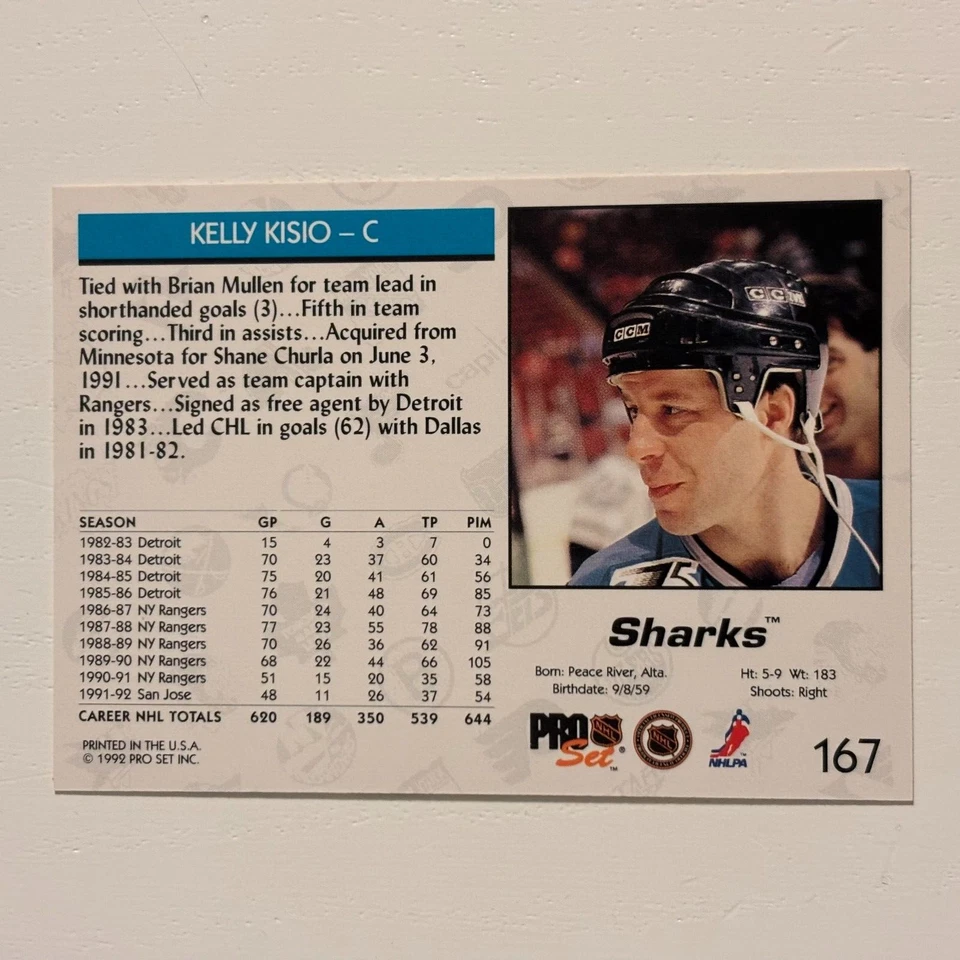 KELLY KISIO – C
Tied with Brian Mullen for team lead in
shorthanded goals (3)...Fifth in team
scoring...Third in assists...Acquired from
Minnesota for Shane Churla on June 3,
1991...Served as team captain with
Rangers...Signed as free agent by Detroit
in 1983...Led CHL in goals (62) with Dallas
in 1981-82.
SEASON GP G A TP PIM
1982-83 Detroit 15 4 3 7 0
1983-84 Detroit 70 23 37 60 34
1984-85 Detroit 75 20 41 61 56
1985-86 Detroit 76 21 48 69 85
1986-87 NY Rangers 70 24 40 64 73
1987-88 NY Rangers 77 23 55 78 88
1988-89 NY Rangers 70 26 36 62 91
1989-90 NY Rangers 68 22 44 66 105
1990-91 NY Rangers 51 15 20 35 58
1991-92 San Jose 48 11 26 37 54
CAREER NHL TOTALS 620 189 350 539 644
PRINTED IN THE U.S.A.
© 1992 PRO SET INC.
CCM
CCM
75
Sharks™
Born: Peace River, Alta.
Birthdate: 9/8/59
Ht: 5-9 Wt: 183
Shoots: Right
PRO Set®™
NHL
NHL
NHLPA™
167